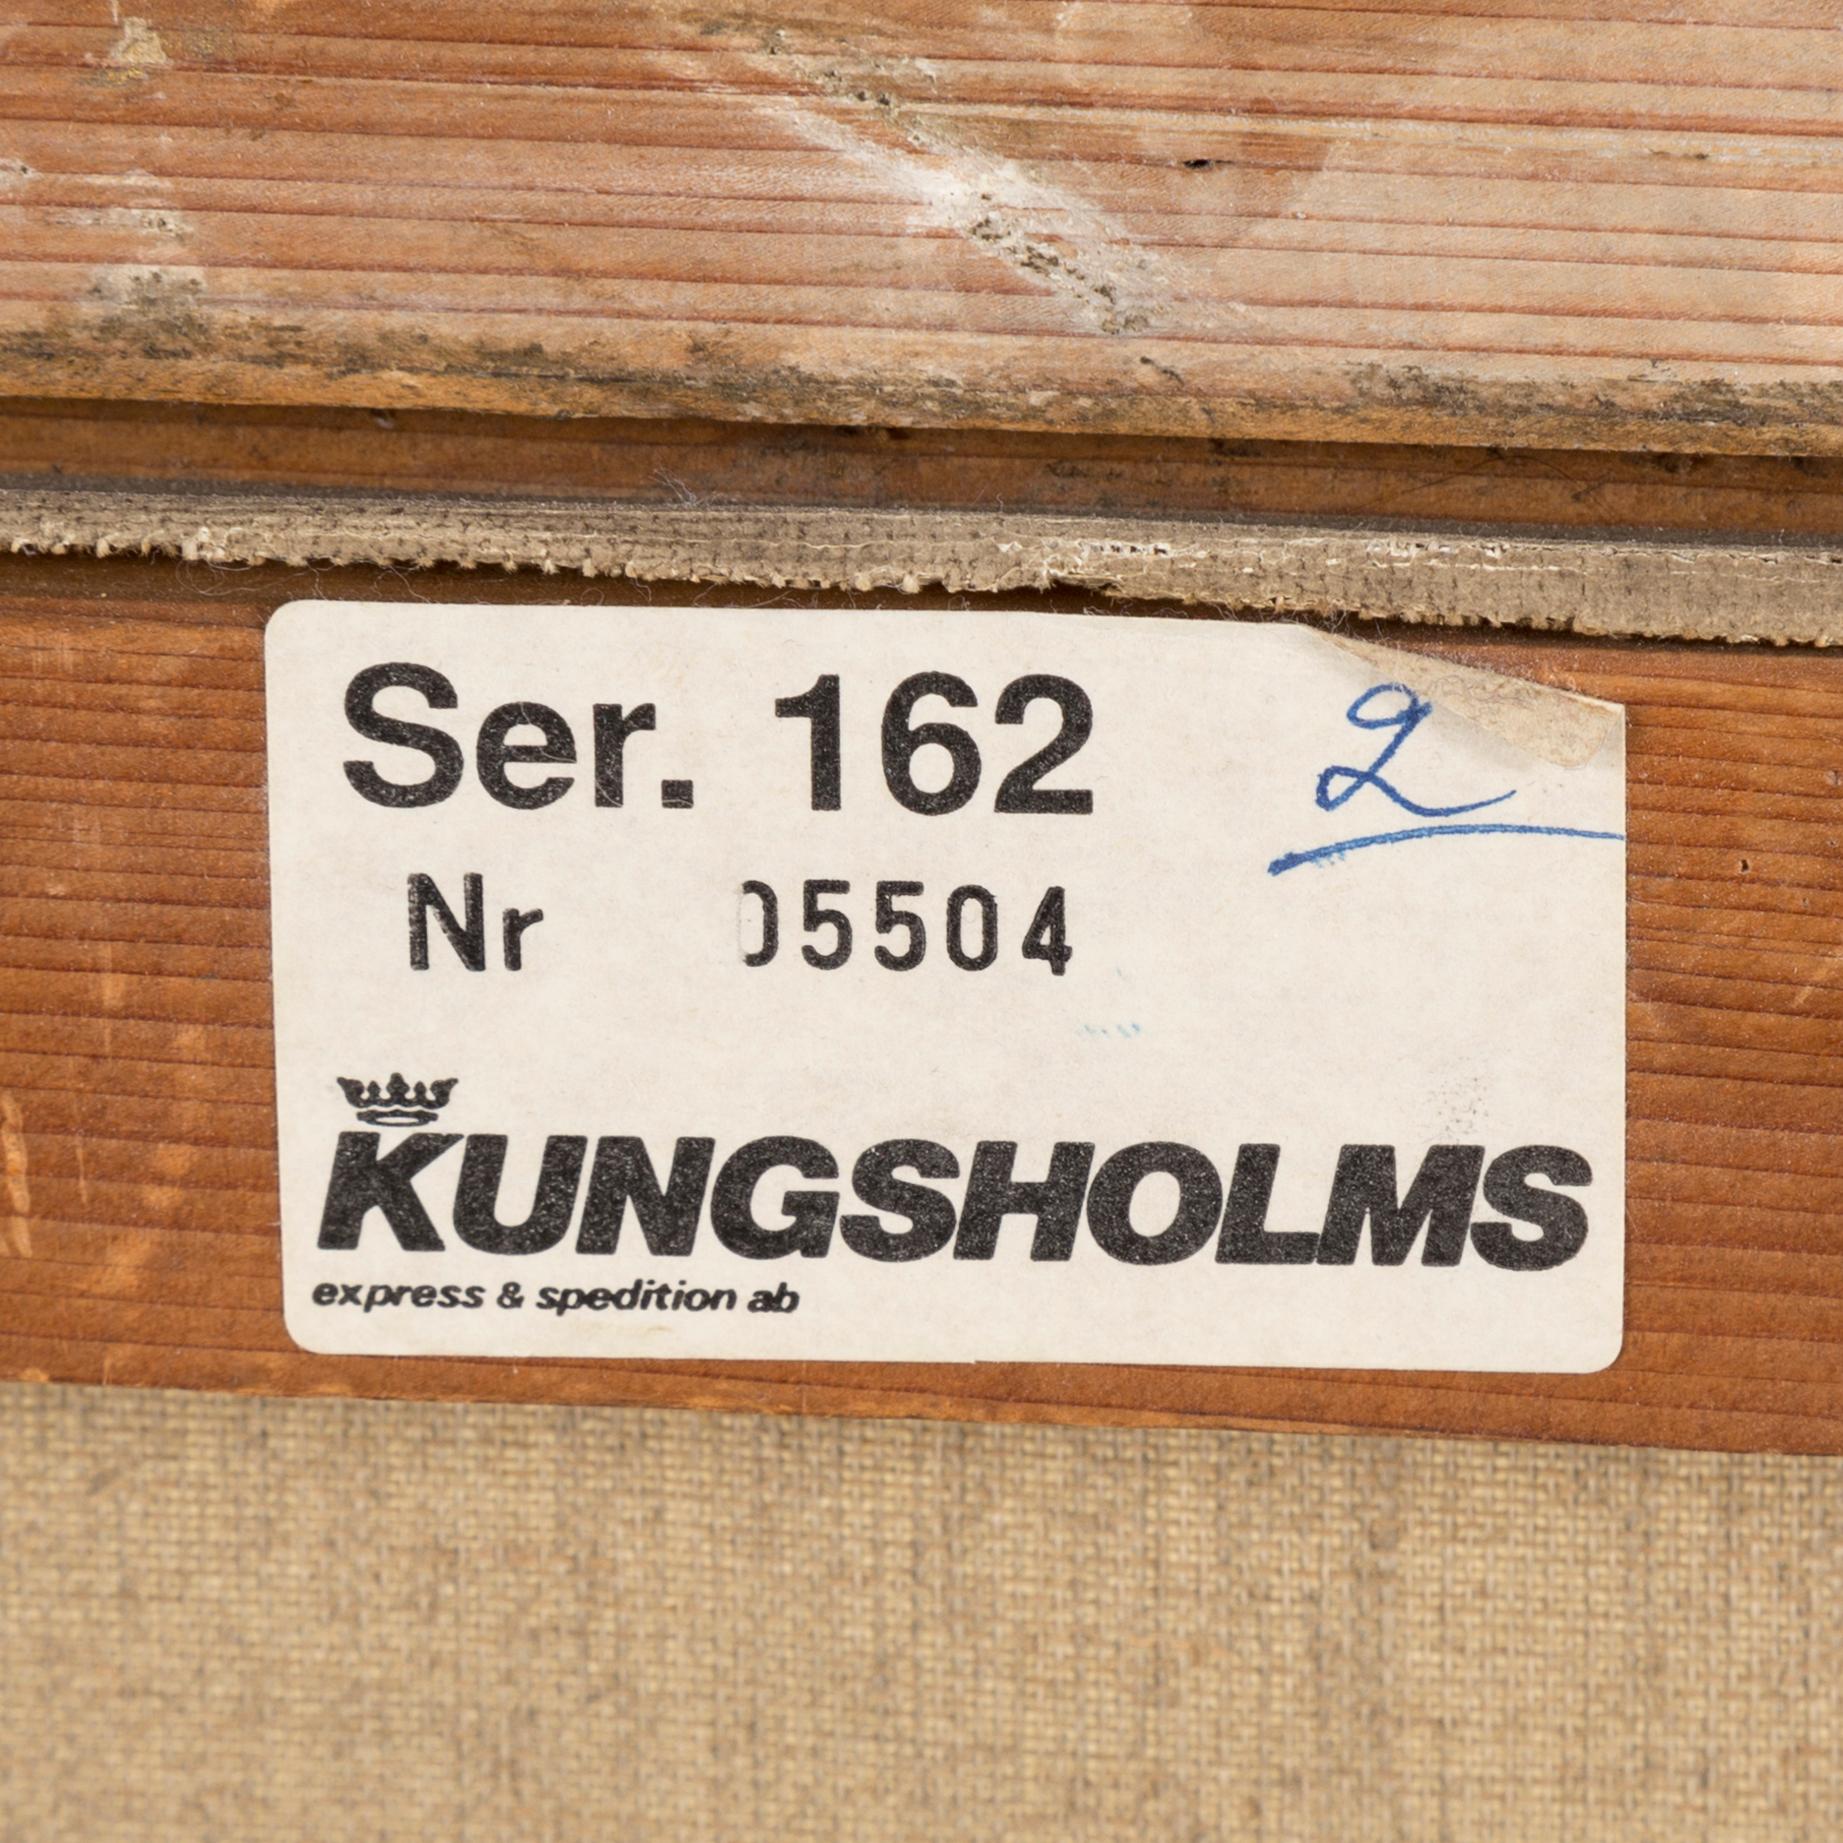 Ser. 162
2
Nr 05504
KUNGSHOLMS
express & spedition ab